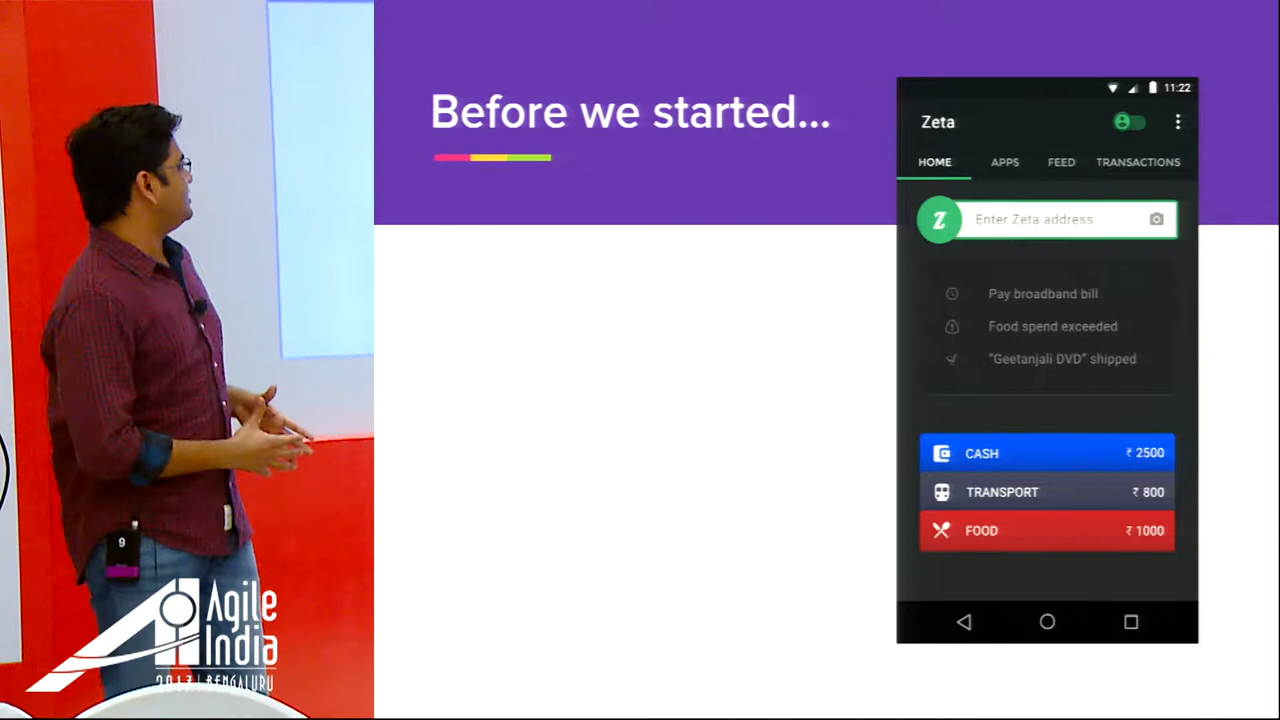 Before we started...
11:22
Zeta
HOME APPS FEED TRANSACTIONS
Z Enter Zeta address
Pay broadband bill
Food spend exceeded
"Geetanjali DVD" shipped
CASH ₹ 2500
TRANSPORT ₹ 800
FOOD ₹ 1000
9
Agile
India
2017 | BENGALURU